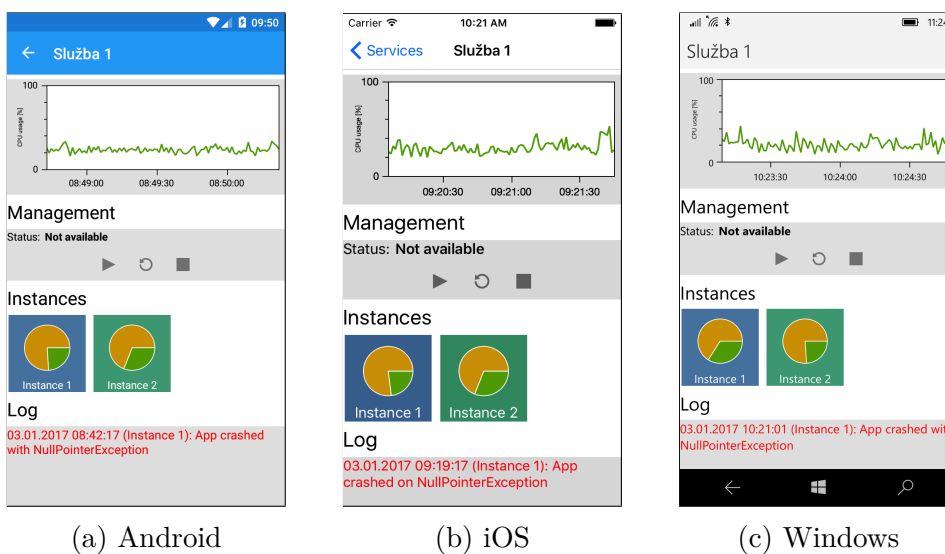 09:50
Služba 1
100
CPU usage [%]
0
08:49:00 08:49:30 08:50:00
Management
Status: Not available
Instances
Instance 1 Instance 2
Log
03.01.2017 08:42:17 (Instance 1): App crashed
with NullPointerException
(a) Android
Carrier 10:21 AM
Services Služba 1
100
CPU usage [%]
0
09:20:30 09:21:00 09:21:30
Management
Status: Not available
Instances
Instance 1 Instance 2
Log
03.01.2017 09:19:17 (Instance 1): App
crashed on NullPointerException
(b) iOS
11:24
Služba 1
100
CPU usage [%]
0
10:23:30 10:24:00 10:24:30
Management
Status: Not available
Instances
Instance 1 Instance 2
Log
03.01.2017 10:21:01 (Instance 1): App crashed wit
NullPointerException
(c) Windows